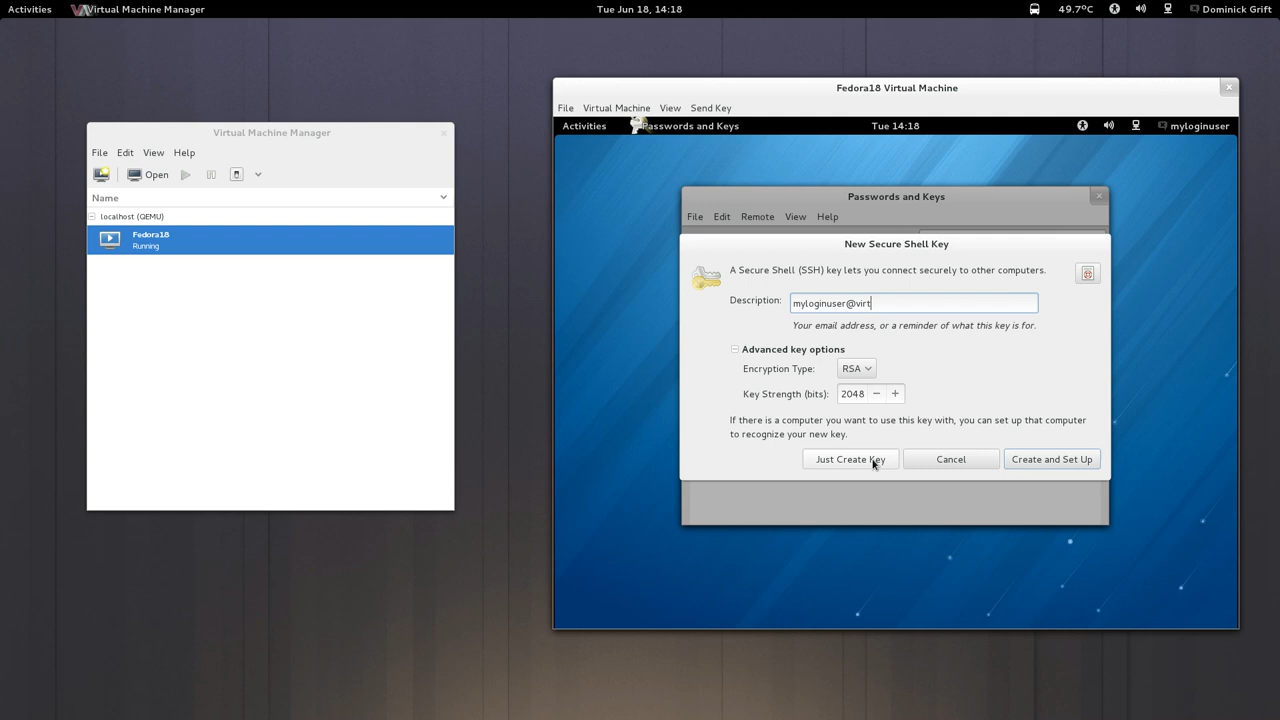 Activities Virtual Machine Manager Tue Jun 18, 14:18 49.7°C Dominick Grift
Virtual Machine Manager
File Edit View Help
Open
Name
localhost (QEMU)
Fedora18
Running
Fedora18 Virtual Machine
File Virtual Machine View Send Key
Activities Passwords and Keys Tue 14:18 myloginuser
Passwords and Keys
File Edit Remote View Help
New Secure Shell Key
A Secure Shell (SSH) key lets you connect securely to other computers.
Description: myloginuser@virt
Your email address, or a reminder of what this key is for.
Advanced key options
Encryption Type: RSA
Key Strength (bits): 2048 − +
If there is a computer you want to use this key with, you can set up that computer
to recognize your new key.
Just Create Key Cancel Create and Set Up